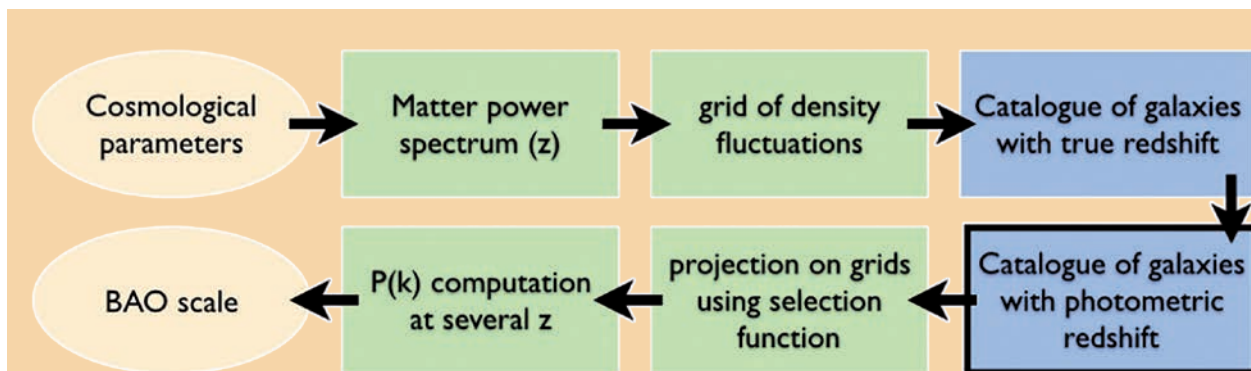 Cosmological
parameters
Matter power
spectrum (z)
grid of density
fluctuations
Catalogue of galaxies
with true redshift
Catalogue of galaxies
with photometric
redshift
projection on grids
using selection
function
P(k) computation
at several z
BAO scale